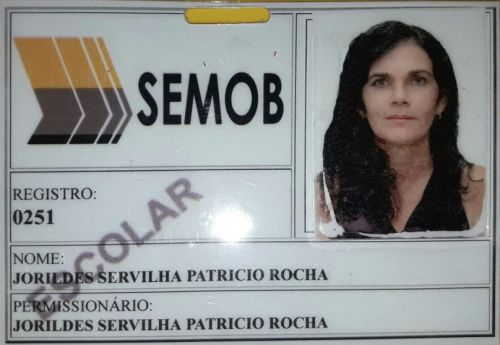 SEMOB
REGISTRO:
0251
ESCOLAR
NOME:
JORILDES SERVILHA PATRICIO ROCHA
PERMISSIONÁRIO:
JORILDES SERVILHA PATRICIO ROCHA